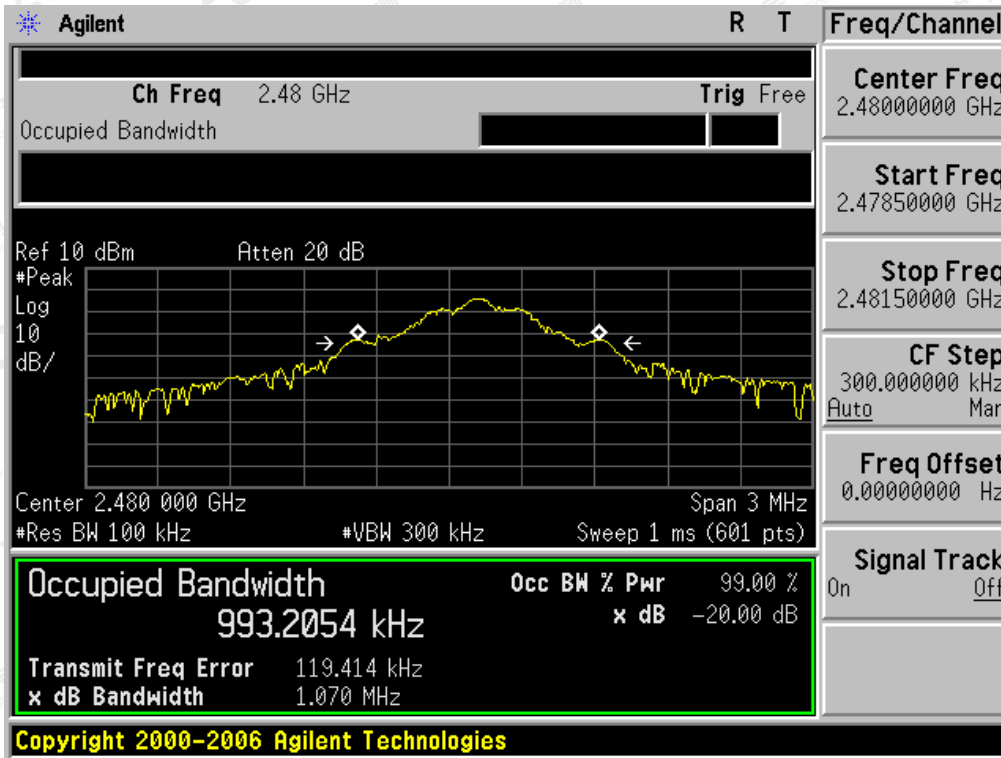 Agilent R T Freq/Channel
Ch Freq 2.48 GHz Trig Free
Occupied Bandwidth
Center Freq
2.48000000 GHz
Start Freq
2.47850000 GHz
Stop Freq
2.48150000 GHz
CF Step
300.000000 kHz
Auto Man
Freq Offset
0.00000000 Hz
Signal Track
On Off
Ref 10 dBm Atten 20 dB
#Peak
Log
10
dB/
Center 2.480 000 GHz Span 3 MHz
#Res BW 100 kHz #VBW 300 kHz Sweep 1 ms (601 pts)
Occupied Bandwidth Occ BW % Pwr 99.00 %
993.2054 kHz x dB -20.00 dB
Transmit Freq Error 119.414 kHz
x dB Bandwidth 1.070 MHz
Copyright 2000-2006 Agilent Technologies